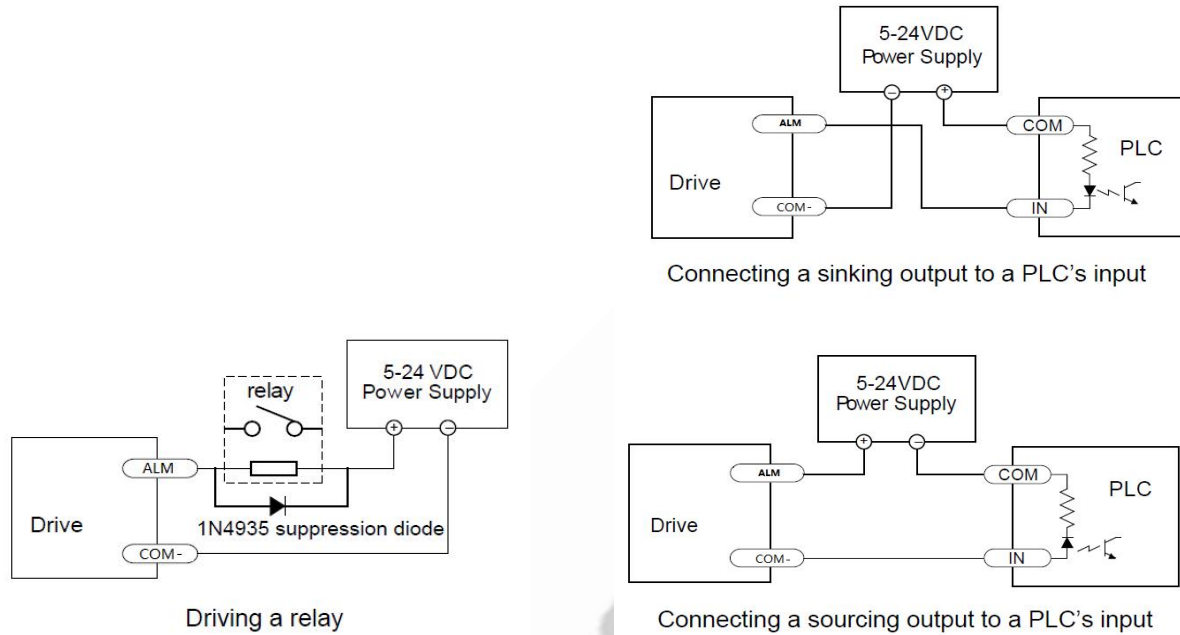 5-24VDC
Power Supply
−
+
ALM
COM
PLC
Drive
COM-
IN
Connecting a sinking output to a PLC's input
5-24 VDC
Power Supply
relay
+
−
ALM
Drive
1N4935 suppression diode
COM-
Driving a relay
5-24VDC
Power Supply
+
−
ALM
COM
PLC
Drive
COM-
IN
Connecting a sourcing output to a PLC's input